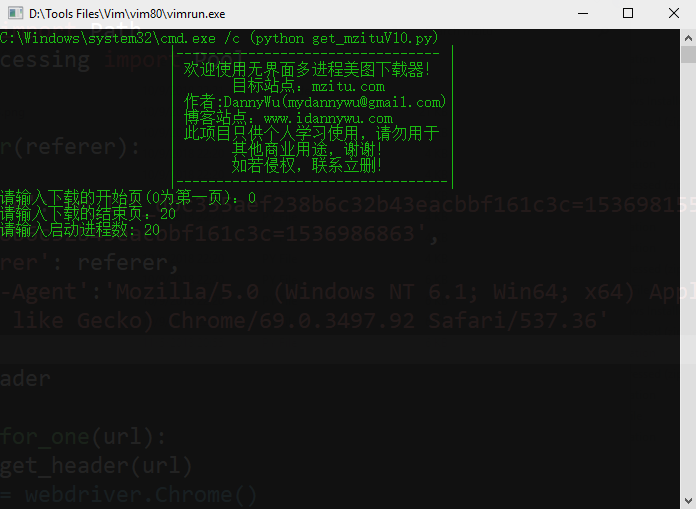 D:\Tools Files\Vim\vim80\vimrun.exe
C:\Windows\system32\cmd.exe /c (python get_mzituV10.py)
欢迎使用无界面多进程美图下载器!
目标站点：mzitu.com
作者:DannyWu(mydannywu@gmail.com)
博客站点：www.idannywu.com
此项目只供个人学习使用，请勿用于
其他商业用途，谢谢!
如若侵权，联系立删!
请输入下载的开始页(0为第一页): 0
请输入下载的结束页: 20
请输入启动进程数: 20
cessing import
r(referer):
bbf161c3c=1536986863',
rer': referer,
-Agent':'Mozilla/5.0 (Windows NT 6.1; Win64; x64) Appl
like Gecko) Chrome/69.0.3497.92 Safari/537.36'
ader
for_one(url):
get_header(url)
= webdriver.Chrome()